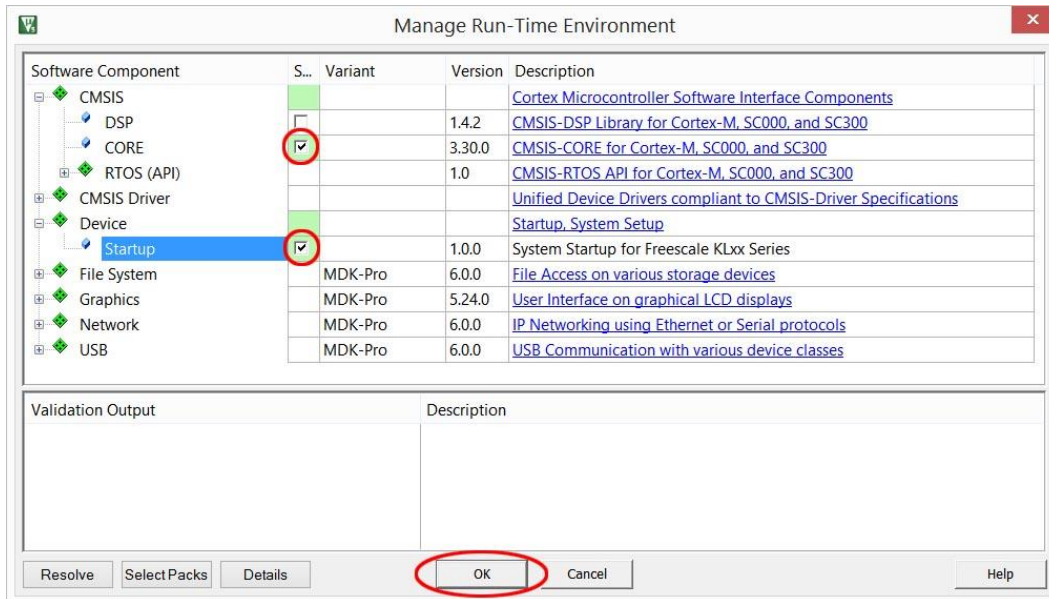 Manage Run-Time Environment
Software Component S... Variant Version Description
CMSIS Cortex Microcontroller Software Interface Components
DSP 1.4.2 CMSIS-DSP Library for Cortex-M, SC000, and SC300
CORE 3.30.0 CMSIS-CORE for Cortex-M, SC000, and SC300
RTOS (API) 1.0 CMSIS-RTOS API for Cortex-M, SC000, and SC300
CMSIS Driver Unified Device Drivers compliant to CMSIS-Driver Specifications
Device Startup, System Setup
Startup 1.0.0 System Startup for Freescale KLxx Series
File System MDK-Pro 6.0.0 File Access on various storage devices
Graphics MDK-Pro 5.24.0 User Interface on graphical LCD displays
Network MDK-Pro 6.0.0 IP Networking using Ethernet or Serial protocols
USB MDK-Pro 6.0.0 USB Communication with various device classes
Validation Output Description
Resolve Select Packs Details OK Cancel Help